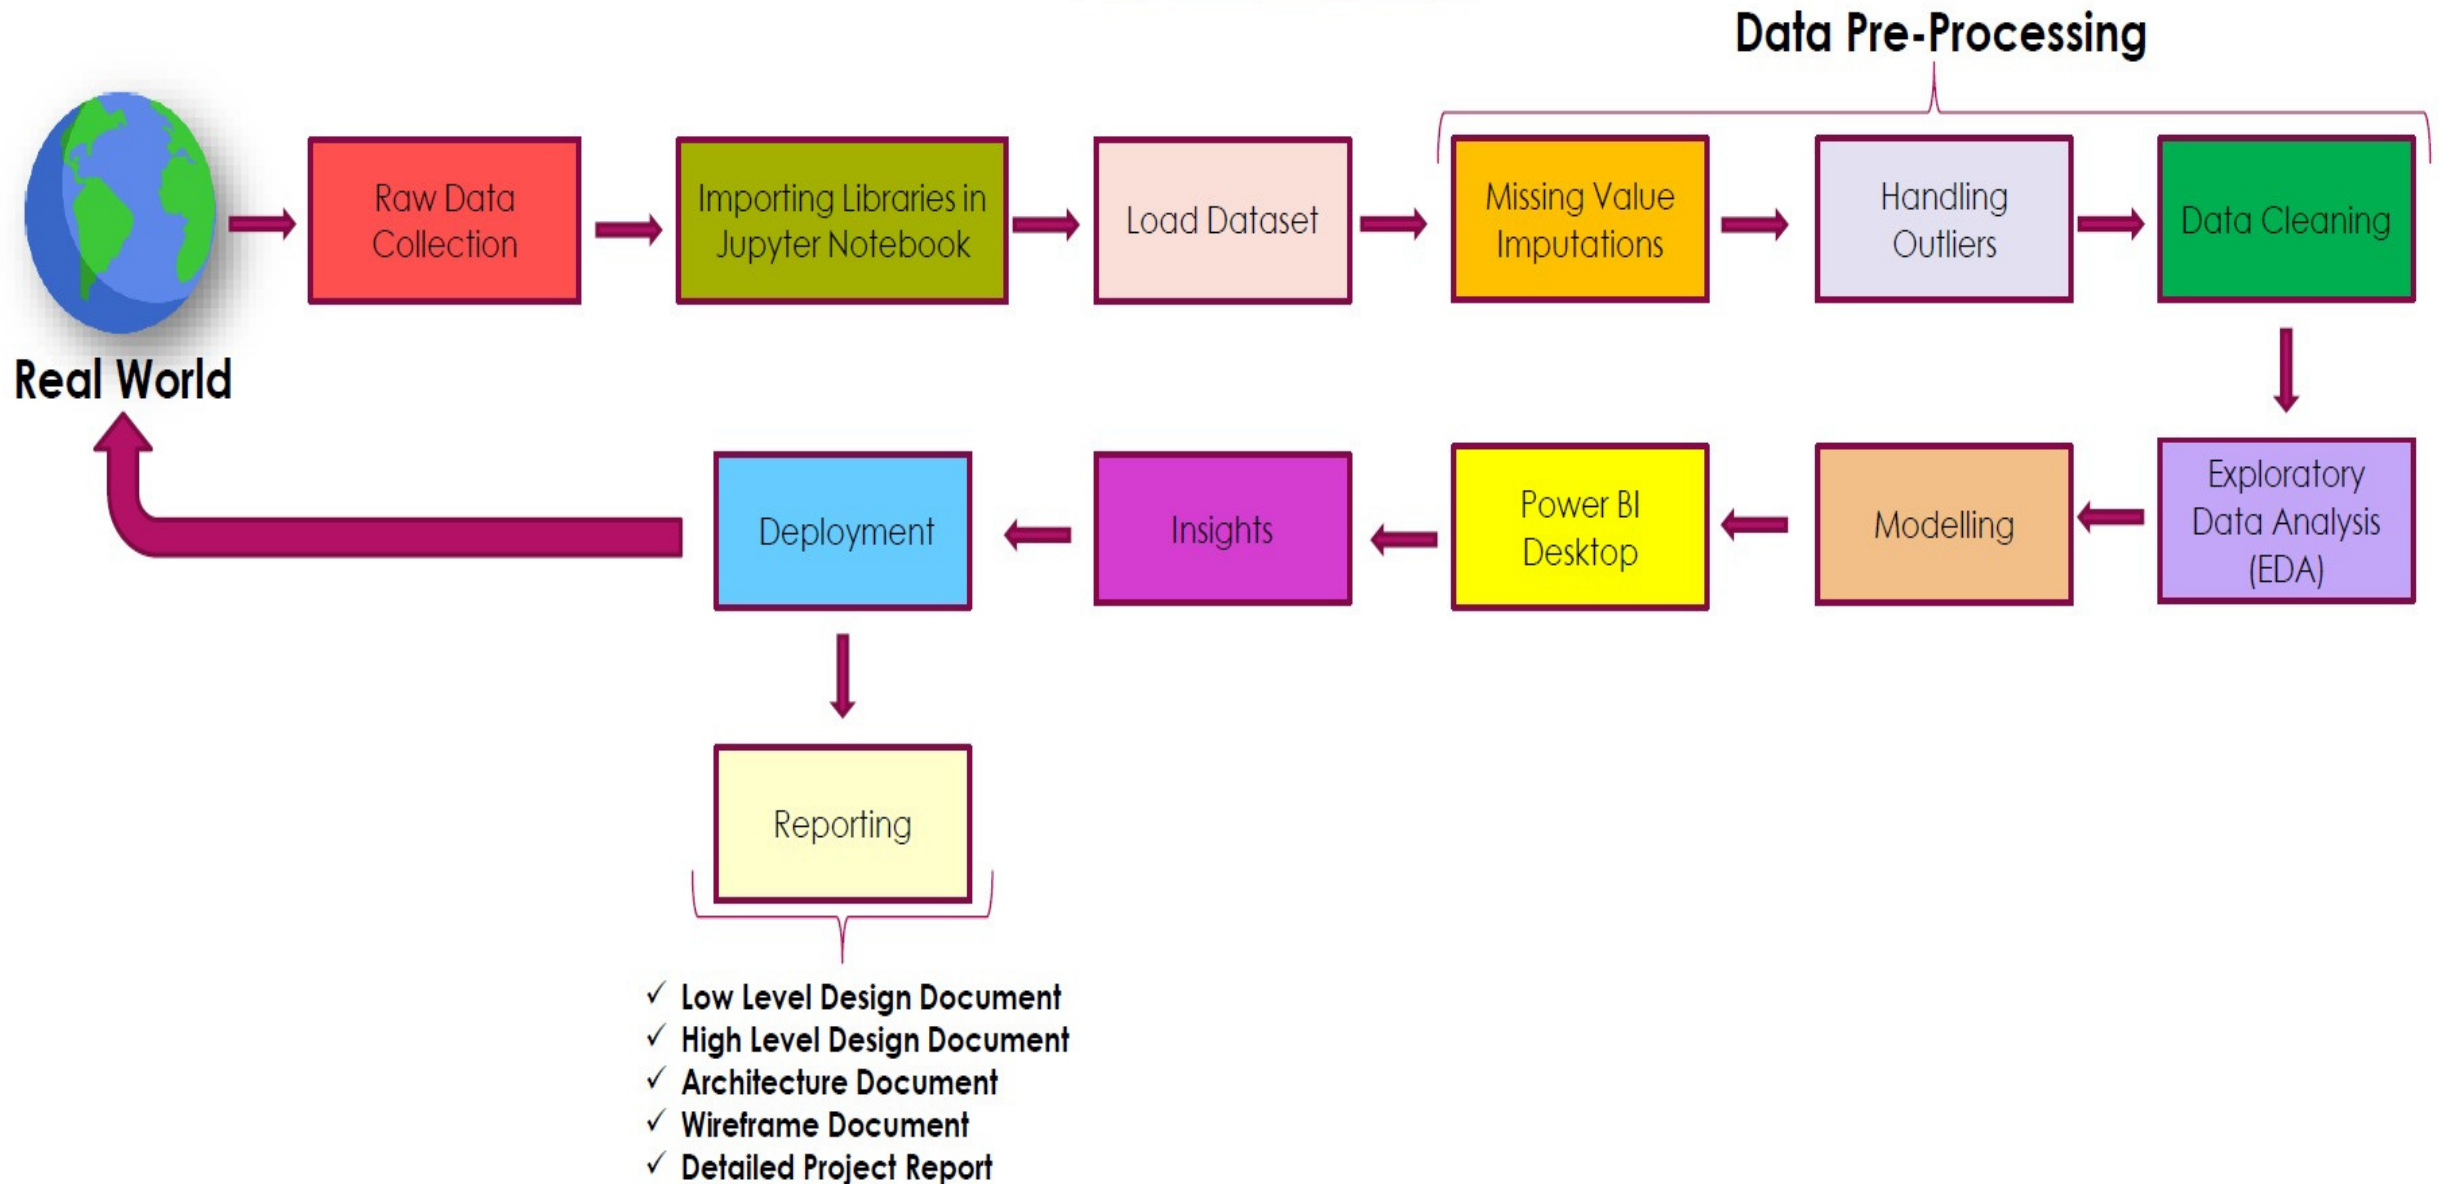 Data Pre-Processing
Raw Data
Collection
Importing Libraries in
Jupyter Notebook
Load Dataset
Missing Value
Imputations
Handling
Outliers
Data Cleaning
Real World
Deployment
Insights
Power BI
Desktop
Modelling
Exploratory
Data Analysis
(EDA)
Reporting
✓ Low Level Design Document
✓ High Level Design Document
✓ Architecture Document
✓ Wireframe Document
✓ Detailed Project Report